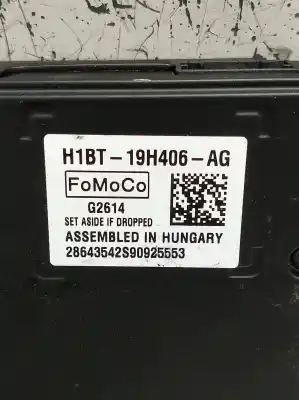 H1BT-19H406-AG
FoMoCo
G2614
SET ASIDE IF DROPPED
ASSEMBLED IN HUNGARY
28643542S90925553